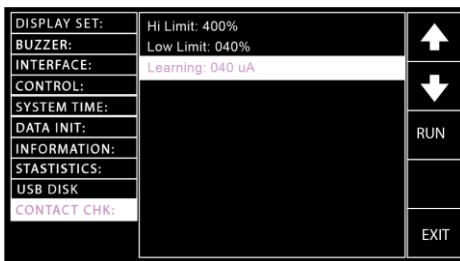 DISPLAY SET:
BUZZER:
INTERFACE:
CONTROL:
SYSTEM TIME:
DATA INIT:
INFORMATION:
STASTISTICS:
USB DISK
CONTACT CHK:
Hi Limit: 400%
Low Limit: 040%
Learning: 040 uA
RUN
EXIT